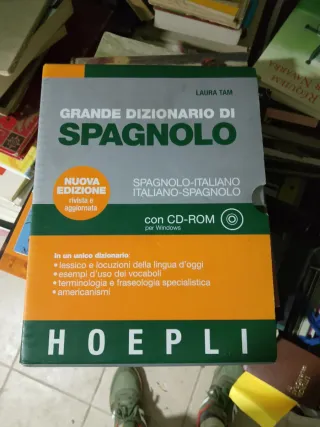 LAURA TAM
GRANDE DIZIONARIO DI
SPAGNOLO
NUOVA
EDIZIONE
rivista e
aggiornata
SPAGNOLO-ITALIANO
ITALIANO-SPAGNOLO
con CD-ROM
per Windows
In un unico dizionario:
• lessico e locuzioni della lingua d'oggi
• esempi d'uso dei vocaboli
• terminologia e fraseologia specialistica
• americanismi
HOEPLI
REQUIEM